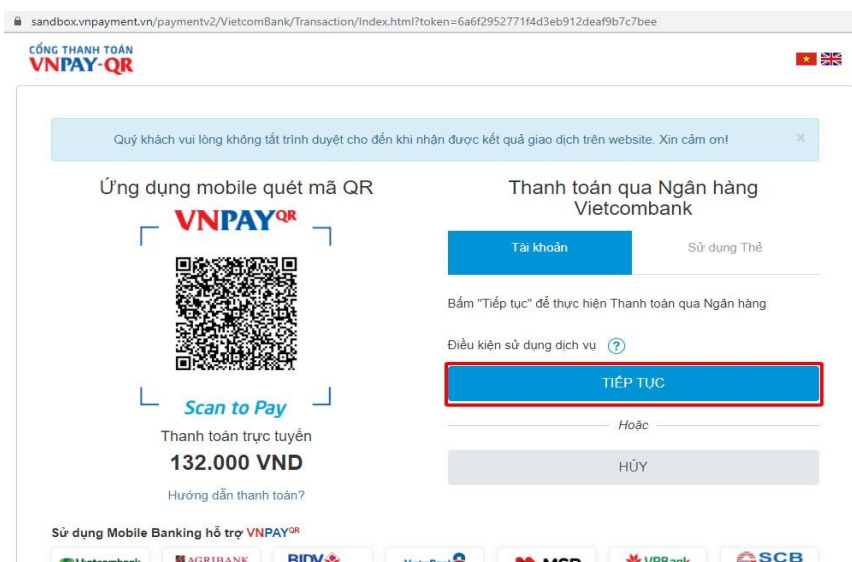 sandbox.vnpayment.vn/paymentv2/VietcomBank/Transaction/Index.html?token=6a6f2952771f4d3eb912deaf9b7c7bee
CỔNG THANH TOÁN
VNPAY-QR
Quý khách vui lòng không tắt trình duyệt cho đến khi nhận được kết quả giao dịch trên website. Xin cảm ơn!
×
Ứng dụng mobile quét mã QR
VNPAYQR
Scan to Pay
Thanh toán trực tuyến
132.000 VND
Hướng dẫn thanh toán?
Thanh toán qua Ngân hàng
Vietcombank
Tài khoản
Sử dụng Thẻ
Bấm "Tiếp tục" để thực hiện Thanh toán qua Ngân hàng
Điều kiện sử dụng dịch vụ ?
TIẾP TỤC
Hoặc
HỦY
Sử dụng Mobile Banking hỗ trợ VNPAYQR
Vietcombank AGRIBANK BIDV VietinBank MSB VPBank SCB